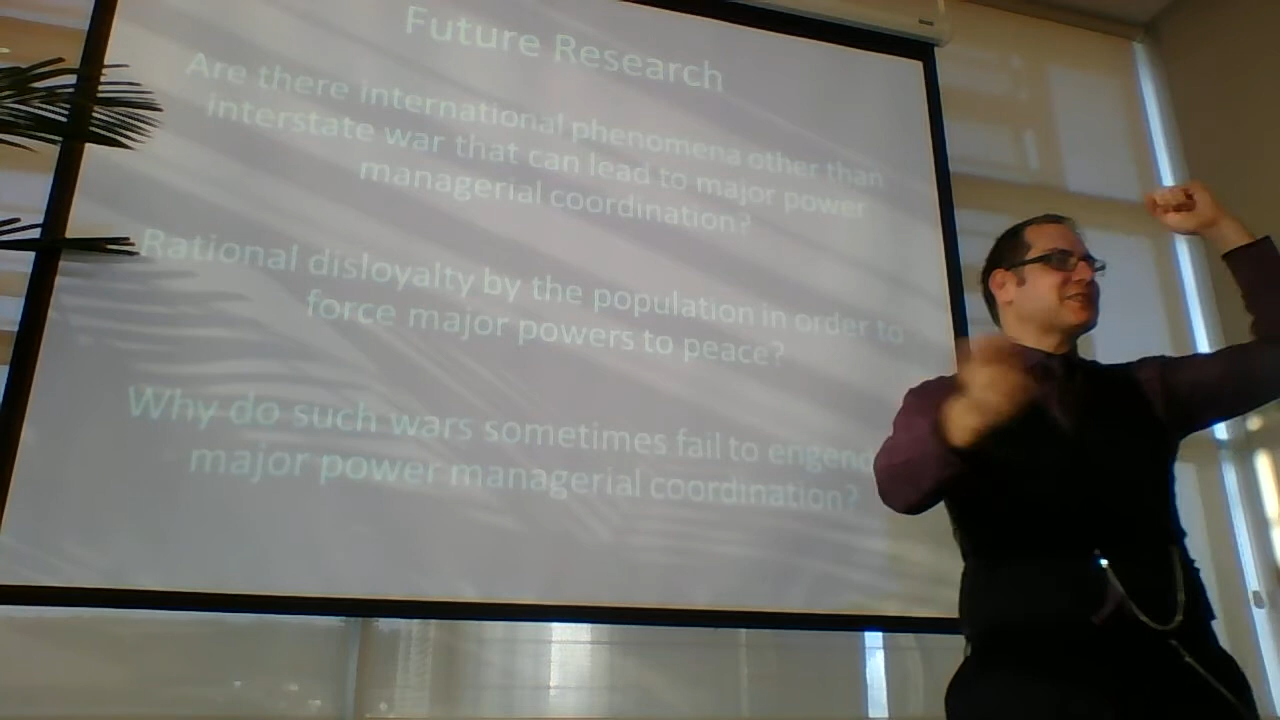 Future Research
Are there international phenomena other than
interstate war that can lead to major power
managerial coordination?
Rational disloyalty by the population in order to
force major powers to peace?
Why do such wars sometimes fail to engend
major power managerial coordination?